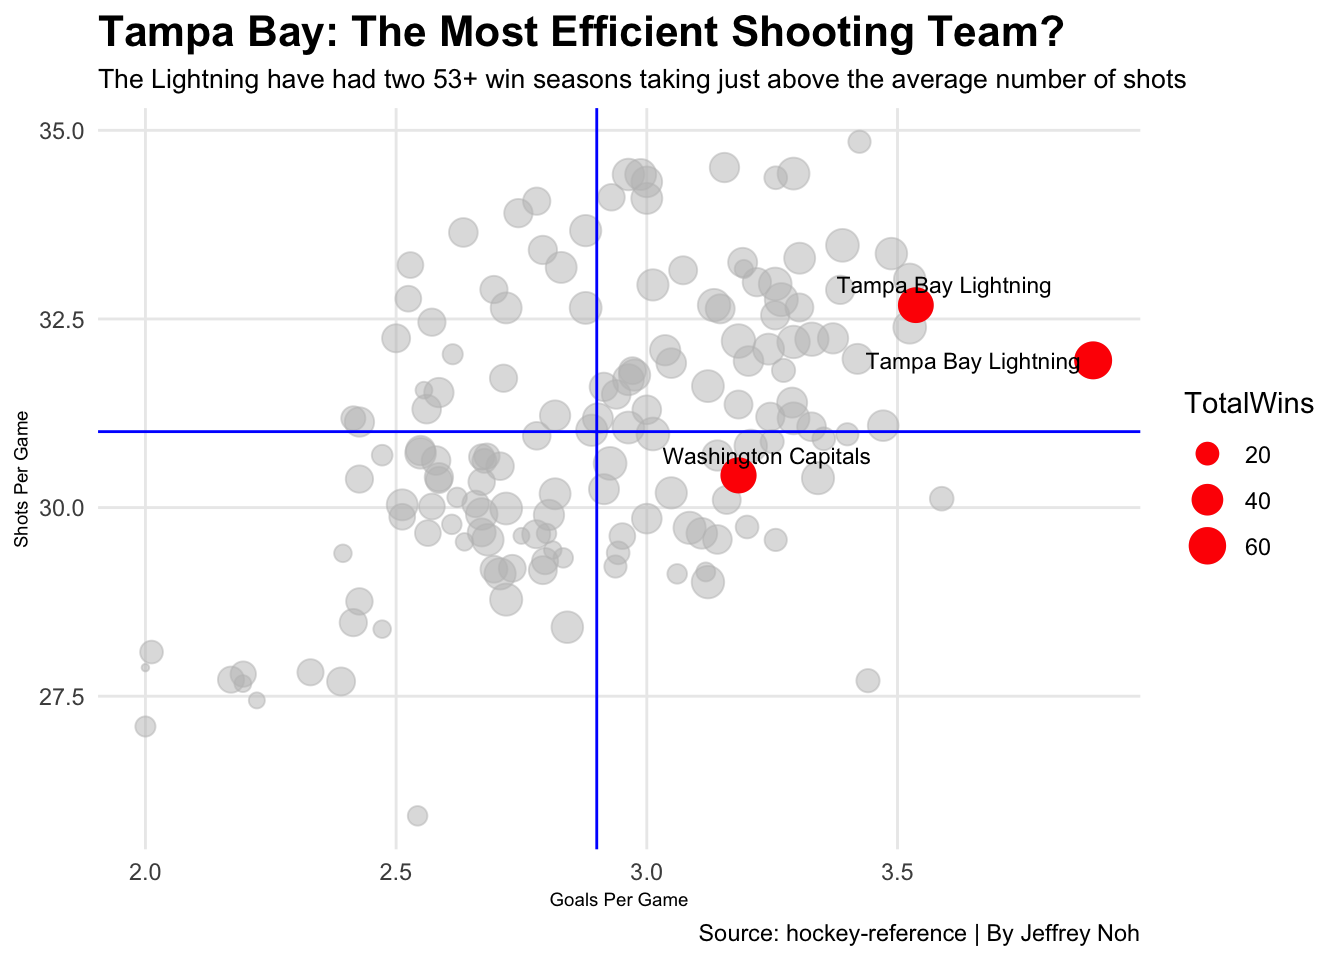 Tampa Bay: The Most Efficient Shooting Team?
The Lightning have had two 53+ win seasons taking just above the average number of shots
35.0
32.5
30.0
27.5
Shots Per Game
Tampa Bay Lightning
Tampa Bay Lightning
Washington Capitals
TotalWins
20
40
60
2.0 2.5 3.0 3.5
Goals Per Game
Source: hockey-reference | By Jeffrey Noh